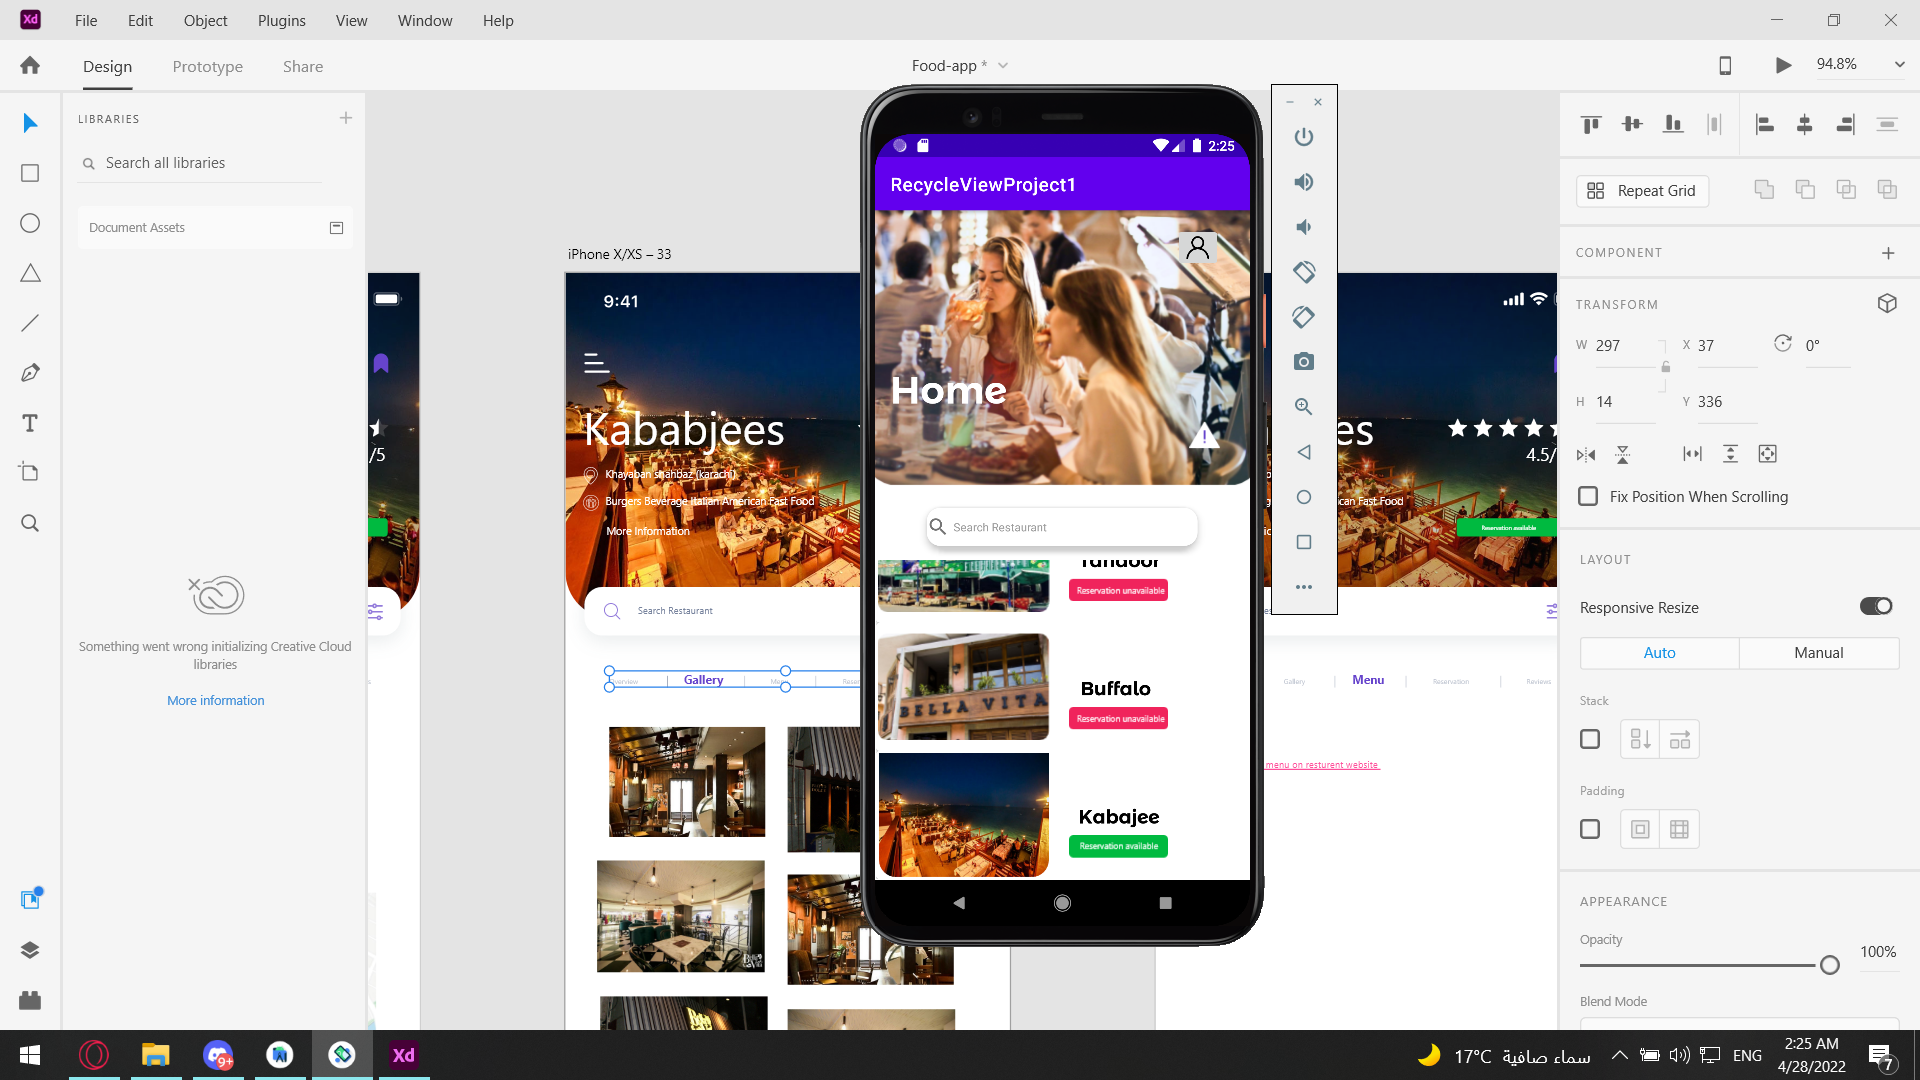 Xd File Edit Object Plugins View Window Help
Design Prototype Share
Food-app *
94.8%
LIBRARIES
Search all libraries
Document Assets
Something went wrong initializing Creative Cloud
libraries
More information
/5
iPhone X/XS – 33
9:41
Kababjees
Khayaban shahbaz (karachi)
Burgers Beverage Italian American Fast Food
More Information
Search Restaurant
Gallery
2:25
RecycleViewProject1
Home
Search Restaurant
Tandoor
Reservation unavailable
BELLA VITA
Buffalo
Reservation unavailable
Kabajee
Reservation available
es
4.5/
an Fast Food
Reservation available
Gallery Menu Reservation Reviews
menu on resturent website
Repeat Grid
COMPONENT
TRANSFORM
W 297 X 37 0°
H 14 Y 336
Fix Position When Scrolling
LAYOUT
Responsive Resize
Auto Manual
Stack
Padding
APPEARANCE
Opacity
100%
Blend Mode
9+
Xd
17°C سماء صافية
ENG
2:25 AM
4/28/2022
7